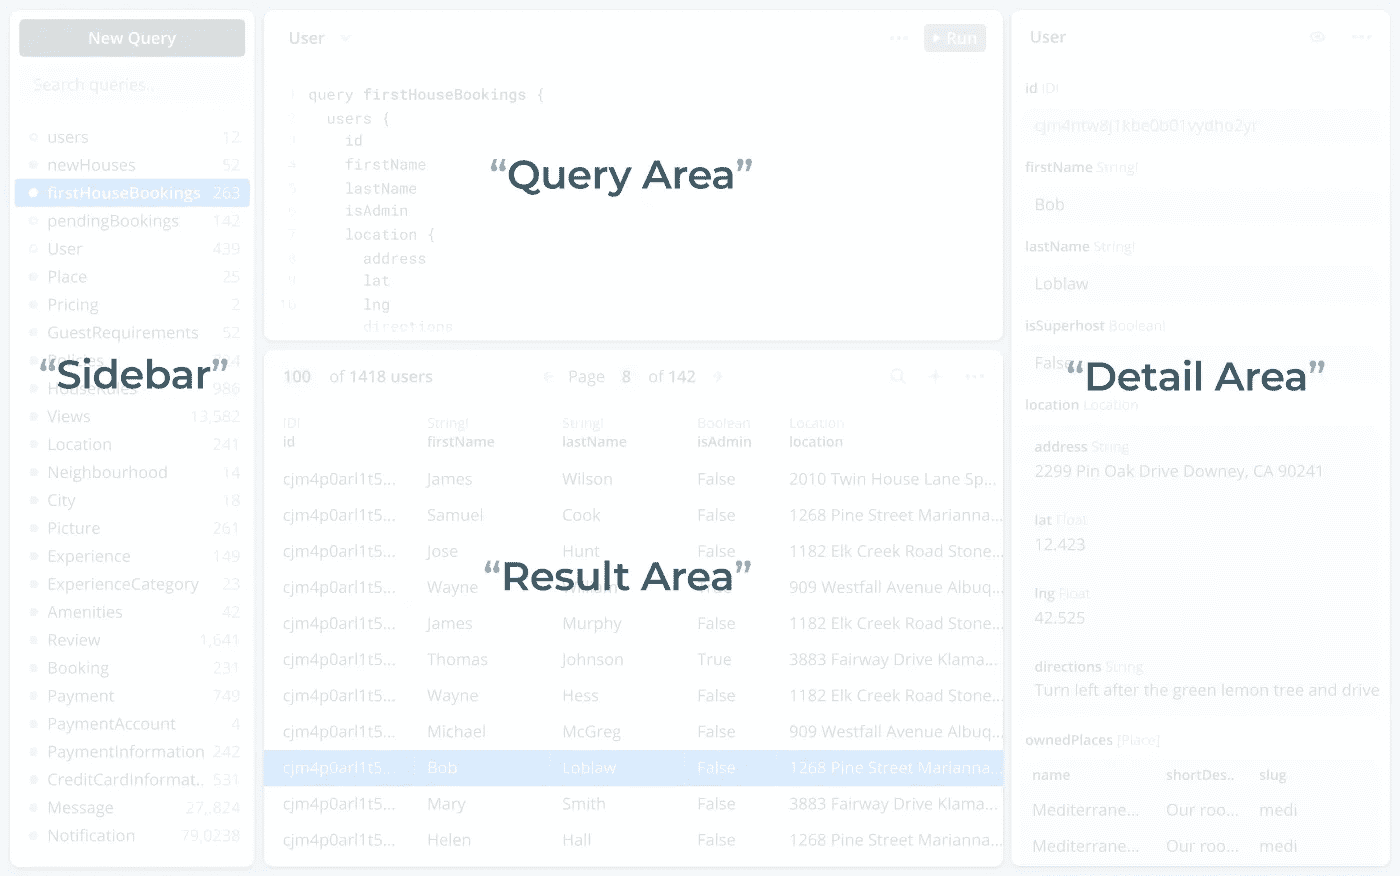 New Query
Search queries..
users 12
newHouses 52
firstHouseBookings 263
pendingBookings 142
User 439
Place 25
Pricing 2
GuestRequirements 52
Policies
“Sidebar”
HouseRules 986
Views 13,582
Location 241
Neighbourhood 14
City 18
Picture 261
Experience 149
ExperienceCategory 23
Amenities 42
Review 1,641
Booking 231
Payment 749
PaymentAccount 4
PaymentInformation 242
CreditCardInformat.. 531
Message 27,,824
Notification 79,0238
User
Run
1 query firstHouseBookings {
2 users {
3 id
4 firstName
5 lastName
6 isAdmin
7 location {
8 address
9 lat
10 lng
directions
“Query Area”
100 of 1418 users Page 8 of 142
ID! String! String! Boolean Location
id firstName lastName isAdmin location
cjm4p0arl1t5... James Wilson False 2010 Twin House Lane Sp...
cjm4p0arl1t5... Samuel Cook False 1268 Pine Street Marianna...
cjm4p0arl1t5... Jose Hunt False 1182 Elk Creek Road Stone...
“Result Area”
cjm4p0arl1t5... Wayne William True 909 Westfall Avenue Albuq...
cjm4p0arl1t5... James Murphy False 1182 Elk Creek Road Stone...
cjm4p0arl1t5... Thomas Johnson True 3883 Fairway Drive Klama...
cjm4p0arl1t5... Wayne Hess False 1182 Elk Creek Road Stone...
cjm4p0arl1t5... Michael McGreg False 909 Westfall Avenue Albuq...
cjm4p0arl1t5... Bob Loblaw False 1268 Pine Street Marianna...
cjm4p0arl1t5... Mary Smith False 3883 Fairway Drive Klama...
cjm4p0arl1t5... Helen Hall False 1268 Pine Street Marianna...
User
id ID!
firstName String!
Bob
lastName String!
Loblaw
isSuperhost Boolean!
False
“Detail Area”
location Location
address String
2299 Pin Oak Drive Downey, CA 90241
lat Float
12.423
lng Float
42.525
directions String
Turn left after the green lemon tree and drive
ownedPlaces [Place]
name shortDes.. slug
Mediterrane... Our roo... medi
Mediterrane... Our roo... medi